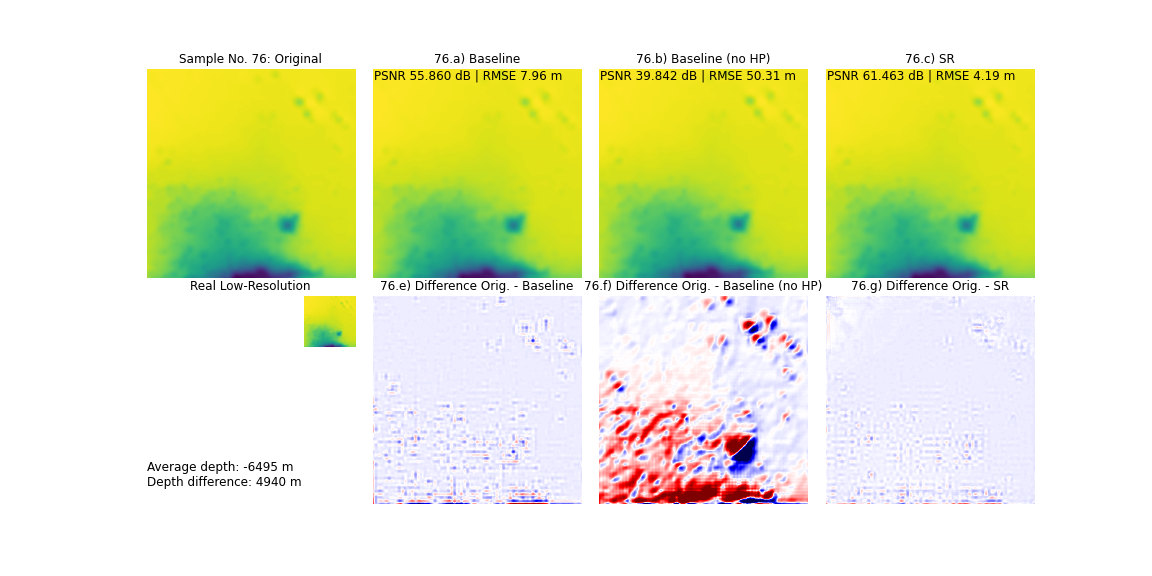 Sample No. 76: Original
76.a) Baseline
76.b) Baseline (no HP)
76.c) SR
PSNR 55.860 dB | RMSE 7.96 m
PSNR 39.842 dB | RMSE 50.31 m
PSNR 61.463 dB | RMSE 4.19 m
Real Low-Resolution
76.e) Difference Orig. - Baseline
76.f) Difference Orig. - Baseline (no HP)
76.g) Difference Orig. - SR
Average depth: -6495 m
Depth difference: 4940 m